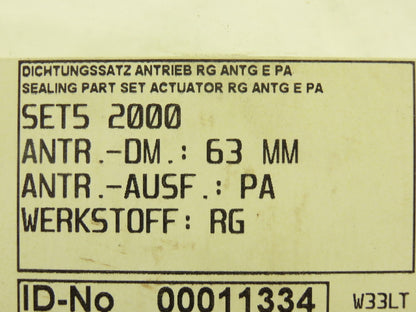 DICHTUNGSSATZ ANTRIEB RG ANTG E PA
SEALING PART SET ACTUATOR RG ANTG E PA
SET5 2000
ANTR.-DM.: 63 MM
ANTR.-AUSF.: PA
WERKSTOFF: RG
ID-No 00011334 W33LT